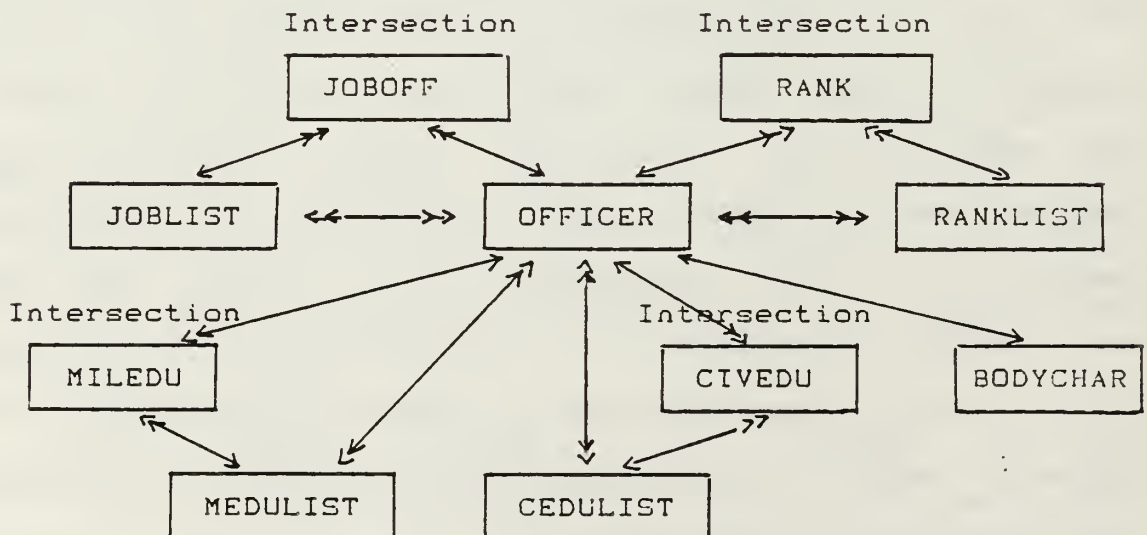 Intersection Intersection
JOBOFF RANK
JOBLIST OFFICER RANKLIST
Intersection Intersection
MILEDU CIVEDU BODYCHAR
MEDULIST CEDULIST